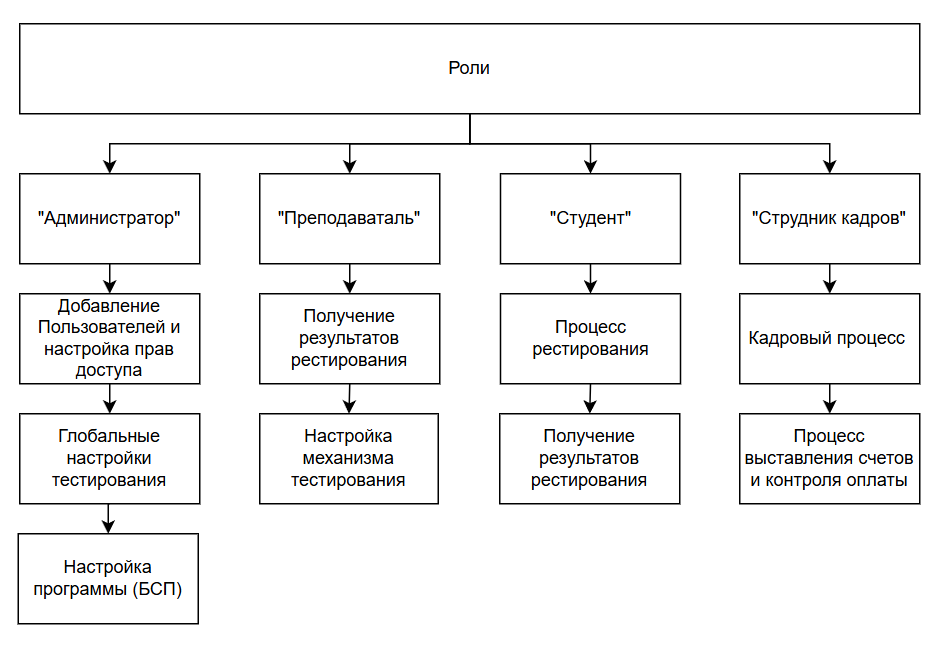 Роли
"Администратор"
"Преподаваталь"
"Студент"
"Струдник кадров"
Добавление
Пользователей и
настройка прав
доступа
Получение
результатов
рестирования
Процесс
рестирования
Кадровый процесс
Глобальные
настройки
тестирования
Настройка
механизма
тестирования
Получение
результатов
рестирования
Процесс
выставления счетов
и контроля оплаты
Настройка
программы (БСП)